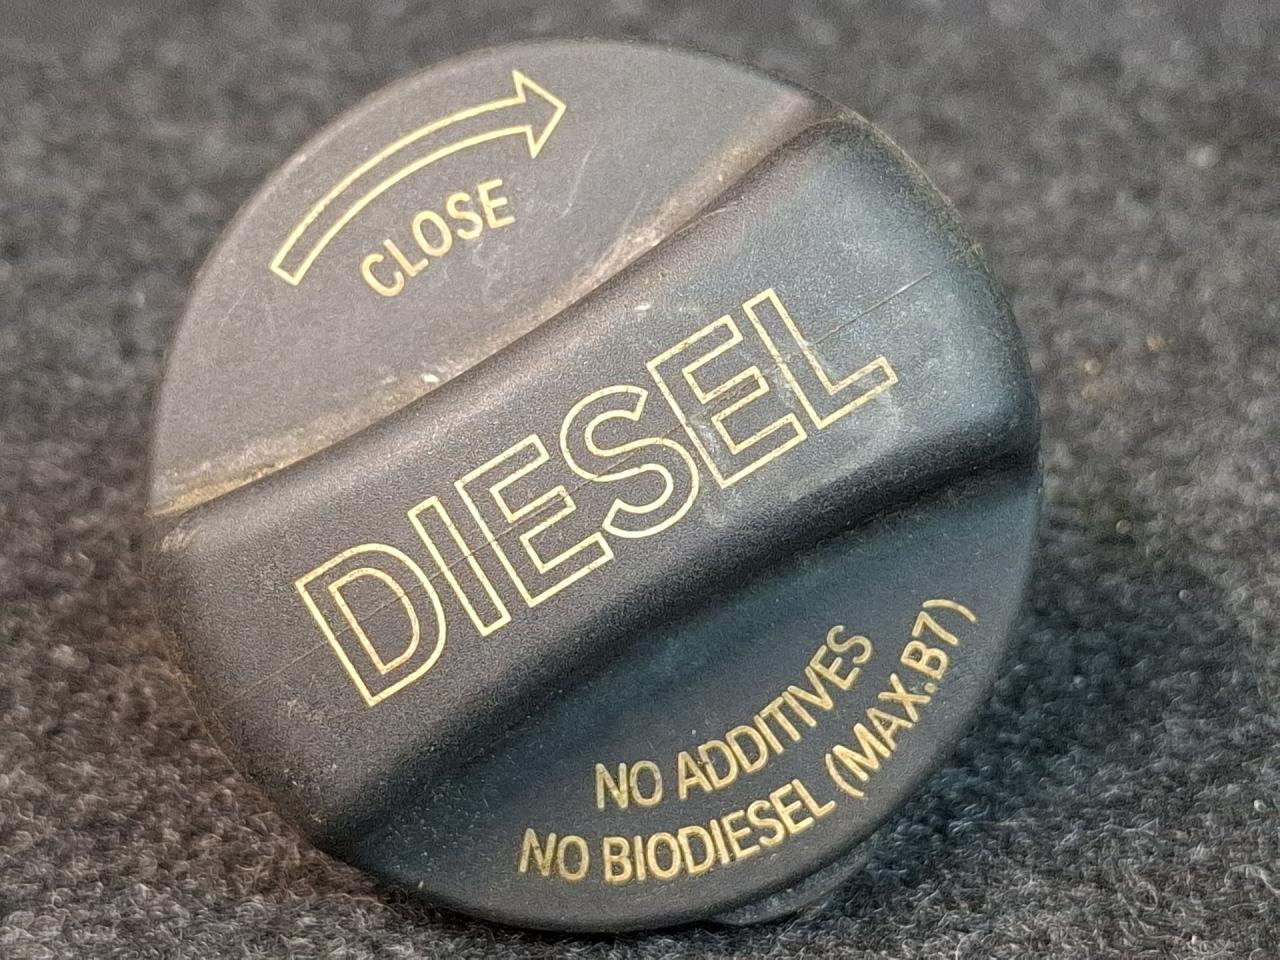 CLOSE
DIESEL
NO ADDITIVES
NO BIODIESEL (MAX.B7)